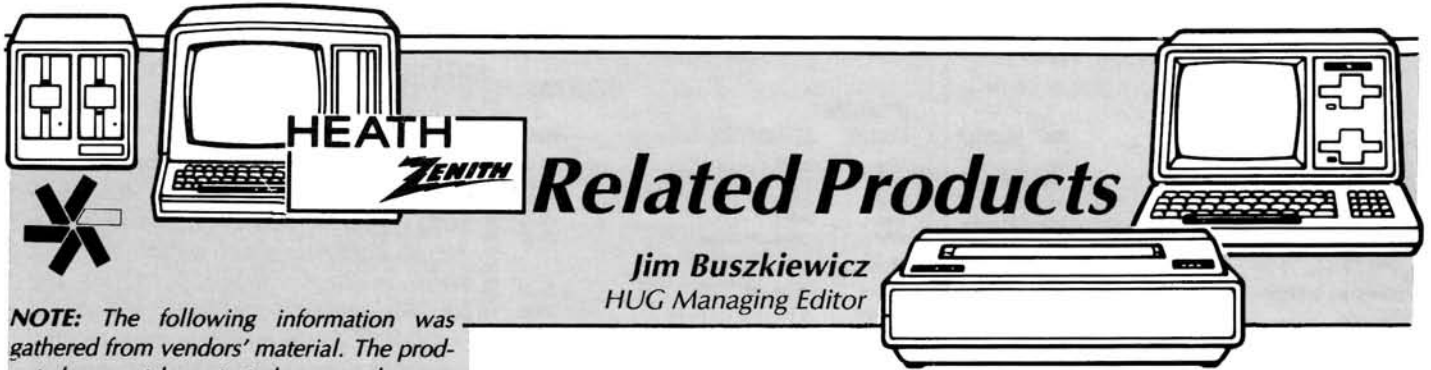 HEATH
ZENITH
Related Products
Jim Buszkiewicz
HUG Managing Editor
NOTE: The following information was
gathered from vendors' material. The prod-